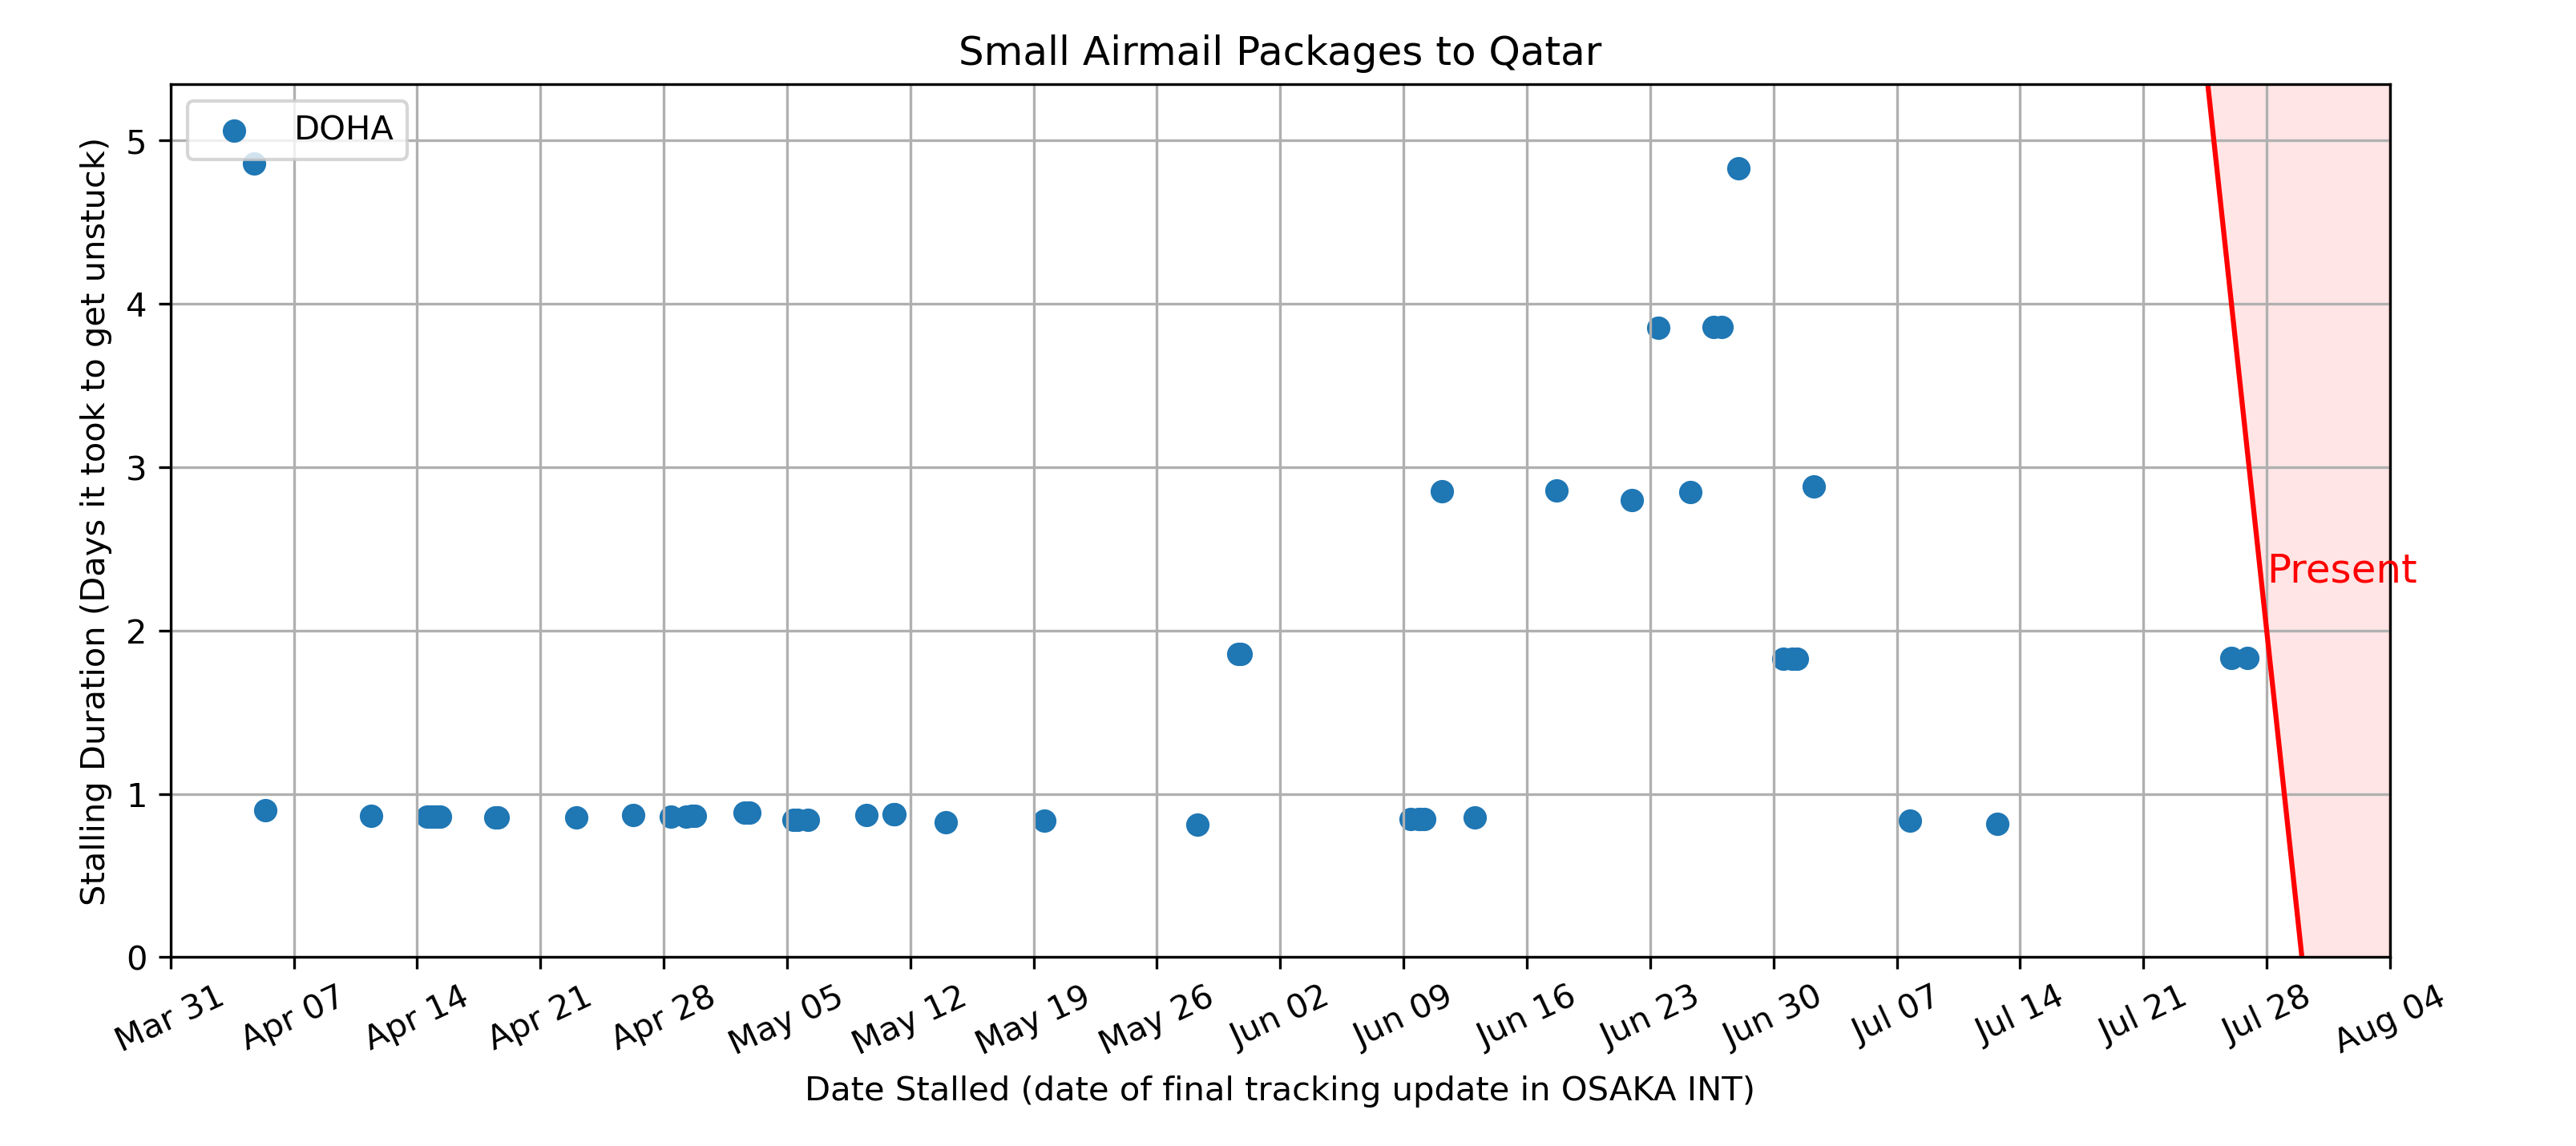 Small Airmail Packages to Qatar
DOHA
Stalling Duration (Days it took to get unstuck)
5
4
3
2
1
0
Present
Mar 31
Apr 07
Apr 14
Apr 21
Apr 28
May 05
May 12
May 19
May 26
Jun 02
Jun 09
Jun 16
Jun 23
Jun 30
Jul 07
Jul 14
Jul 21
Jul 28
Aug 04
Date Stalled (date of final tracking update in OSAKA INT)